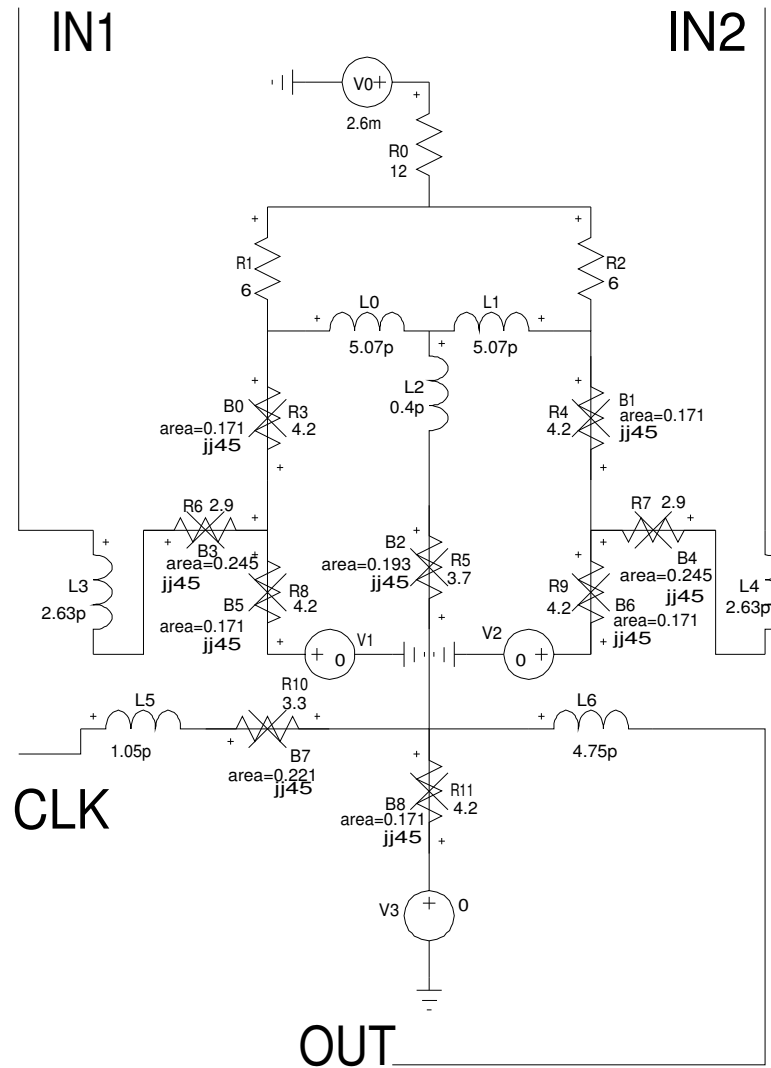 IN1 IN2
V0+
2.6m
R0
12
R1
6
R2
6
L0
5.07p
L1
5.07p
L2
0.4p
B0 R3
area=0.171 4.2
jj45
R4 B1
4.2 area=0.171
jj45
R6 2.9
B3
area=0.245
jj45
R7 2.9
B4
area=0.245
jj45
B2 R5
area=0.193 3.7
jj45
L3
2.63p
L4
2.63p
B5 R8
area=0.171 4.2
jj45
R9 B6
4.2 area=0.171
jj45
V1
+ 0
V2
0 +
R10
3.3
L5
1.05p
B7
area=0.221
jj45
L6
4.75p
CLK
B8 R11
area=0.171 4.2
jj45
V3 + 0
OUT